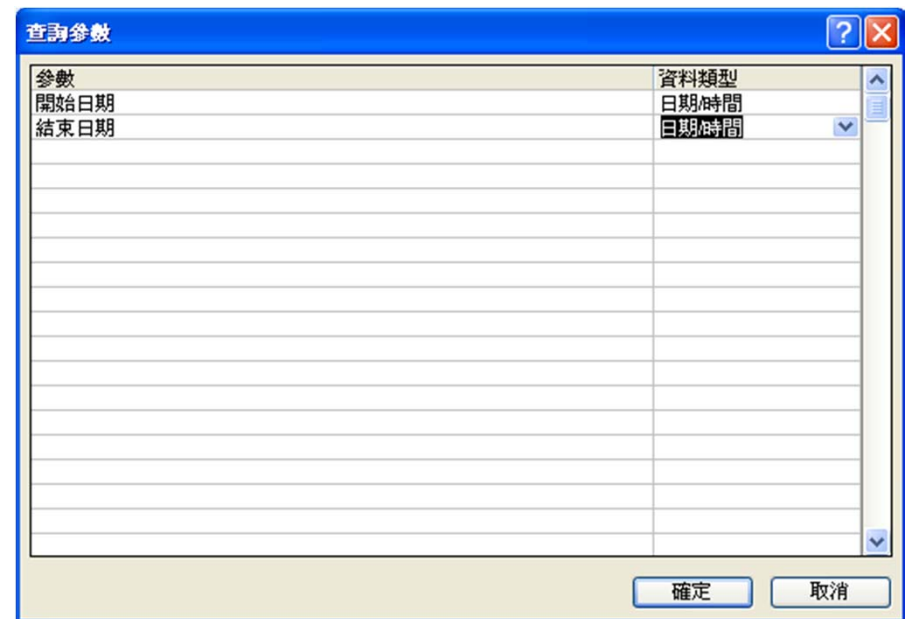 查詢參數
參數 資料類型
開始日期 日期/時間
結束日期 日期/時間
確定 取消